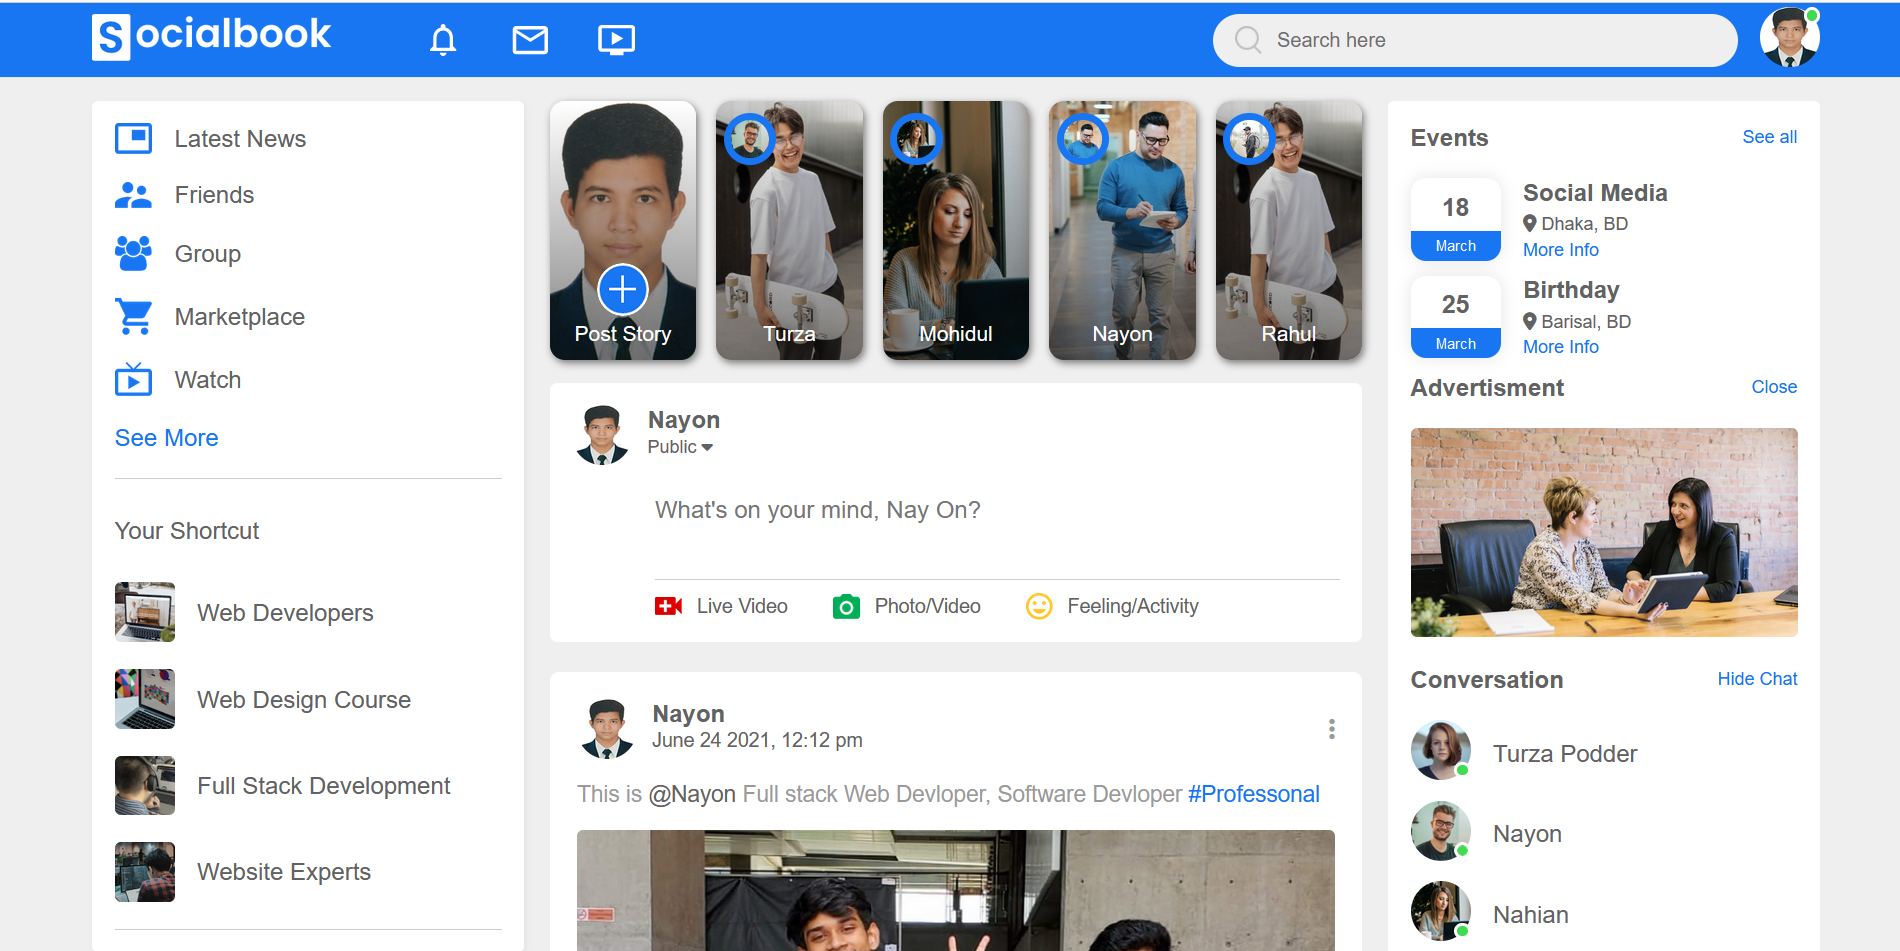 Socialbook
Search here
Latest News
Friends
Group
Marketplace
Watch
See More
Your Shortcut
Web Developers
Web Design Course
Full Stack Development
Website Experts
Post Story
Turza
Mohidul
Nayon
Rahul
Nayon
Public
What's on your mind, Nay On?
Live Video
Photo/Video
Feeling/Activity
Nayon
June 24 2021, 12:12 pm
This is @Nayon Full stack Web Devloper, Software Devloper #Professonal
Events
See all
18
March
Social Media
Dhaka, BD
More Info
25
March
Birthday
Barisal, BD
More Info
Advertisment
Close
Conversation
Hide Chat
Turza Podder
Nayon
Nahian